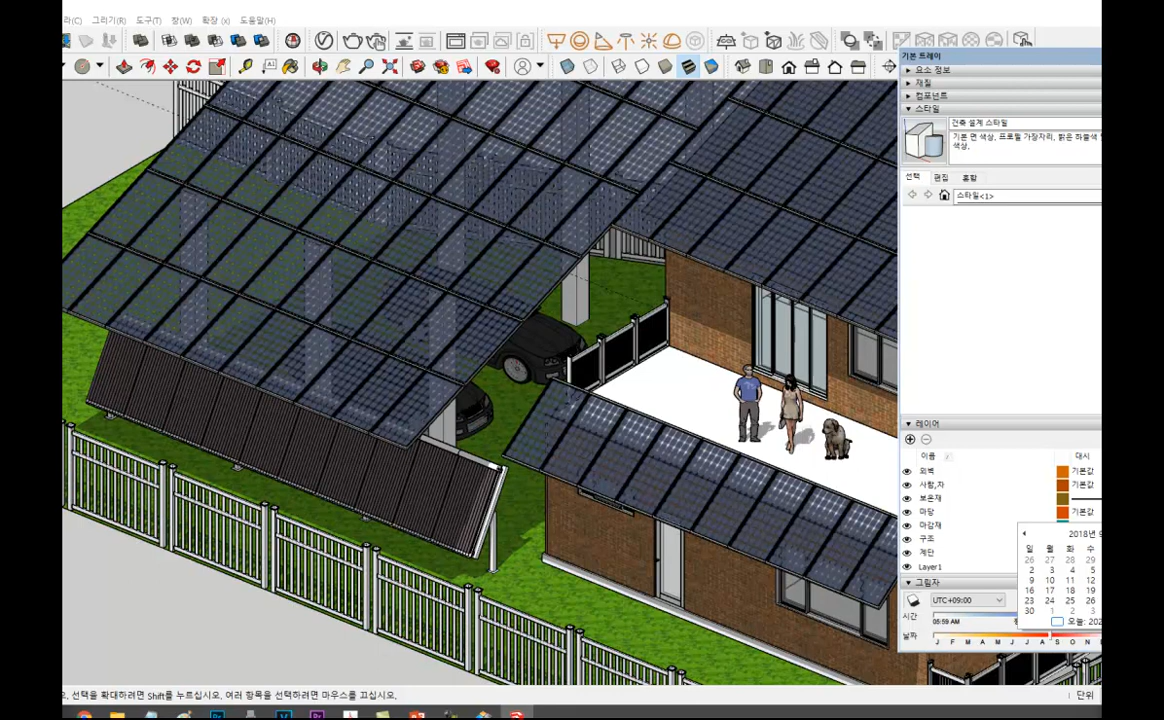 라(C) 그리기(R) 도구(T) 창(W) 확장 (x) 도움말(H)
기본 트레이
요소 정보
재질
컴포넌트
스타일
건축 설계 스타일
기본 면 색상. 프로필 가장자리. 밝은 하늘색
색상.
선택 편집 혼합
스타일<1>
레이어
이름 대시
외벽 기본값
사람,차 기본값
보온재
마당 기본값
마감재
구조
계단
Layer1
2018년
일 월 화 수
26 27 28 29
2 3 4 5
9 10 11 12
16 17 18 19
23 24 25 26
30 1 2 3
오늘: 202
그림자
UTC+09:00
시간 05:59 AM
날짜 J F M A M J J A S O N
오, 선택을 확대하려면 Shift를 누르십시오. 여러 항목을 선택하려면 마우스를 끄십시오. 단위